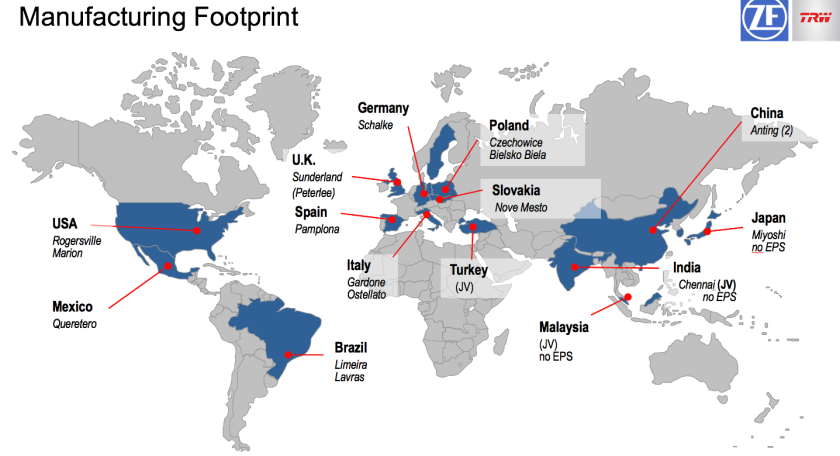 Manufacturing Footprint
ZF
TRW
Germany
Schalke
Poland
Czechowice
Bielsko Biela
China
Anting (2)
U.K.
Sunderland
(Peterlee)
Slovakia
Nove Mesto
Spain
Pamplona
USA
Rogersville
Marion
Japan
Miyoshi
no EPS
Italy
Gardone
Ostellato
Turkey
(JV)
India
Chennai (JV)
no EPS
Mexico
Queretero
Malaysia
(JV)
no EPS
Brazil
Limeira
Lavras